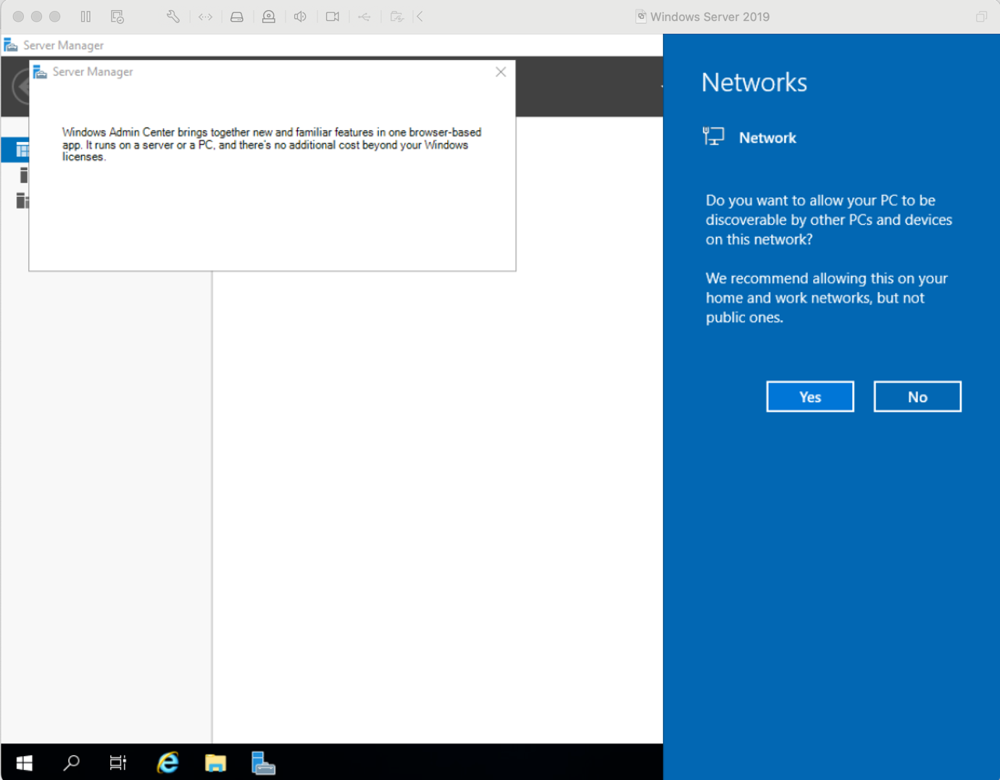 Windows Server 2019
Server Manager
Server Manager
Windows Admin Center brings together new and familiar features in one browser-based
app. It runs on a server or a PC, and there's no additional cost beyond your Windows
licenses.
Networks
Network
Do you want to allow your PC to be
discoverable by other PCs and devices
on this network?
We recommend allowing this on your
home and work networks, but not
public ones.
Yes
No